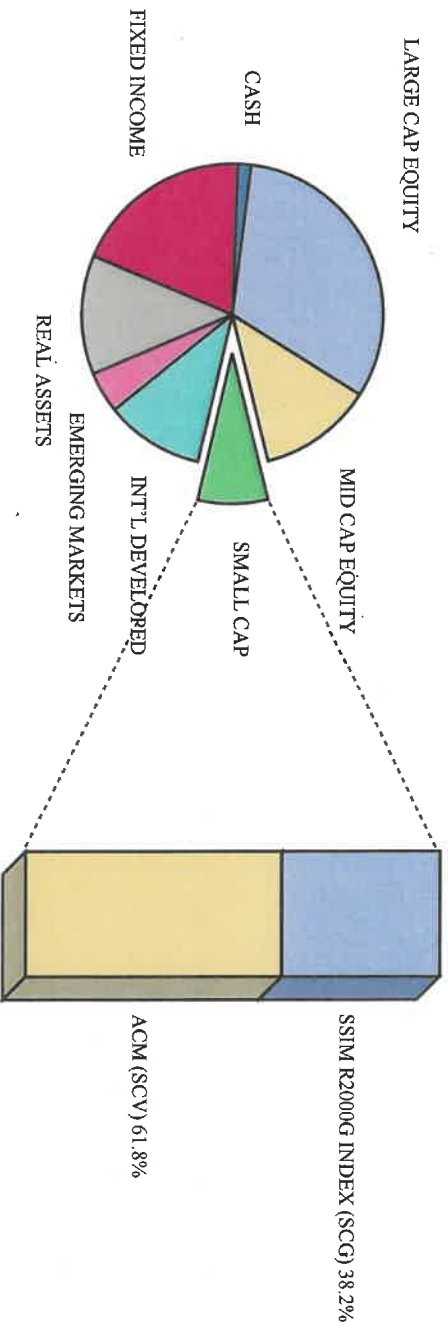 LARGE CAP EQUITY
MID CAP EQUITY
SMALL CAP
INT'L DEVELOPED
EMERGING MARKETS
REAL ASSETS
FIXED INCOME
CASH
SSIM R2000G INDEX (SCG) 38.2%
ACM (SCV) 61.8%